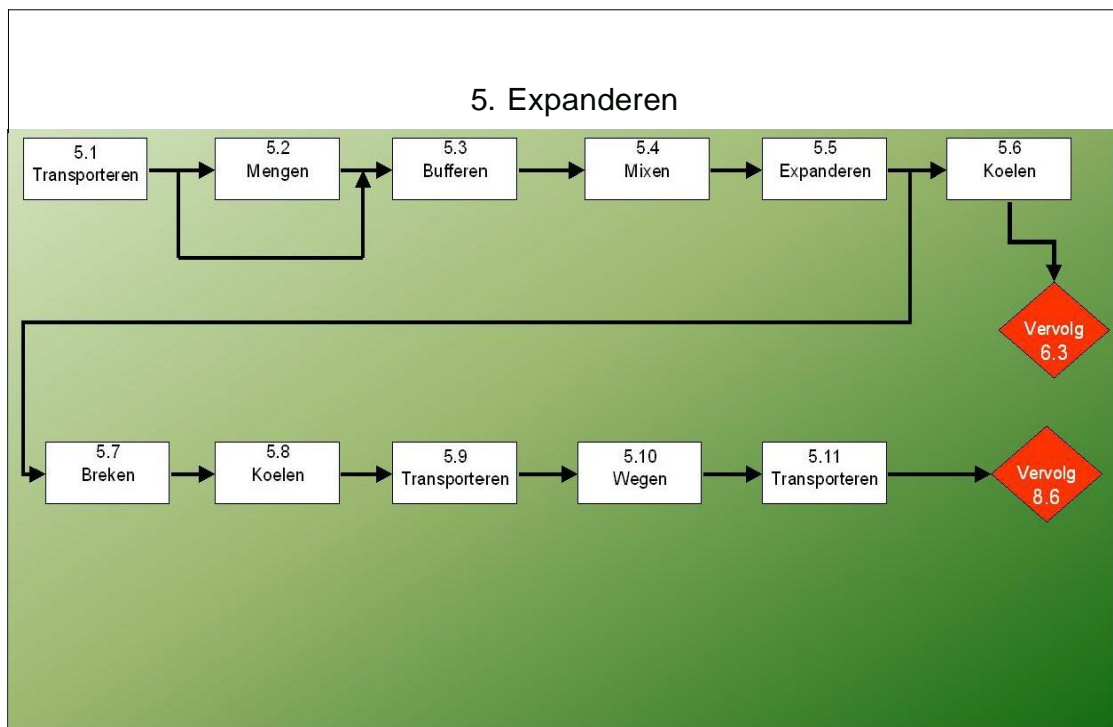 5. Expanderen
5.1
Transporteren
5.2
Mengen
5.3
Bufferen
5.4
Mixen
5.5
Expanderen
5.6
Koelen
Vervolg
6.3
5.7
Breken
5.8
Koelen
5.9
Transporteren
5.10
Wegen
5.11
Transporteren
Vervolg
8.6